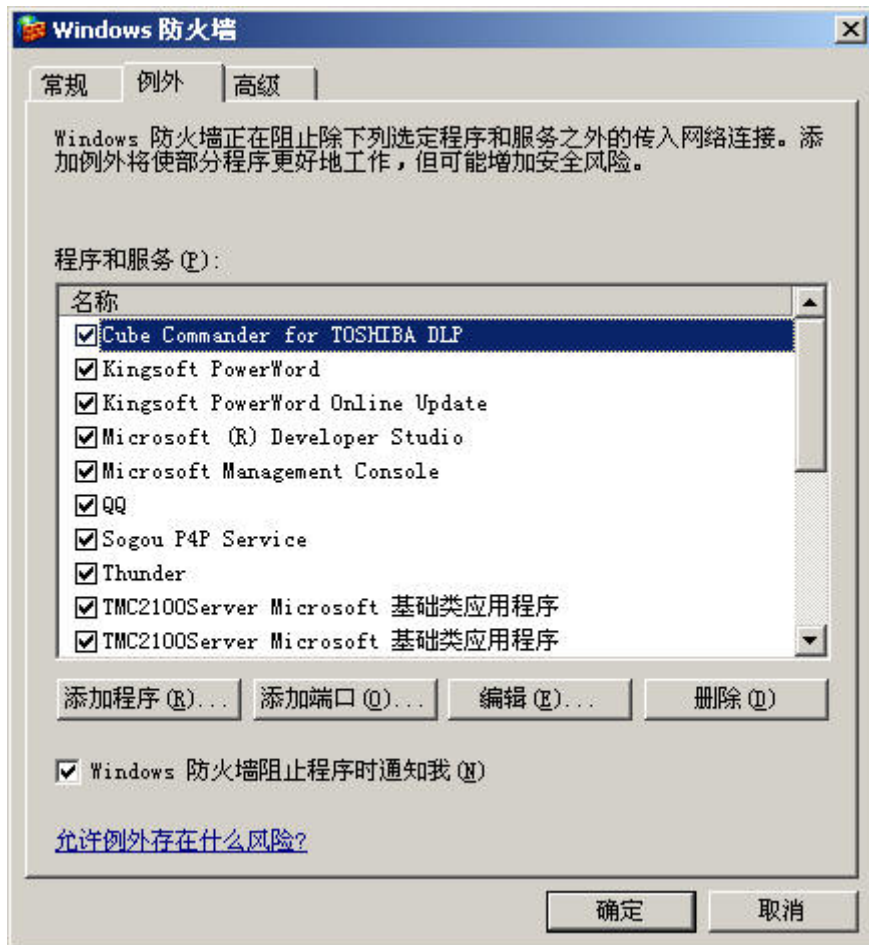 Windows 防火墙
常规
例外
高级
Windows 防火墙正在阻止除下列选定程序和服务之外的传入网络连接。添
加例外将使部分程序更好地工作，但可能增加安全风险。
程序和服务(P):
名称
Cube Commander for TOSHIBA DLP
Kingsoft PowerWord
Kingsoft PowerWord Online Update
Microsoft (R) Developer Studio
Microsoft Management Console
QQ
Sogou P4P Service
Thunder
TMC2100Server Microsoft 基础类应用程序
TMC2100Server Microsoft 基础类应用程序
添加程序(R)...
添加端口(O)...
编辑(E)...
删除(D)
Windows 防火墙阻止程序时通知我(N)
允许例外存在什么风险?
确定
取消